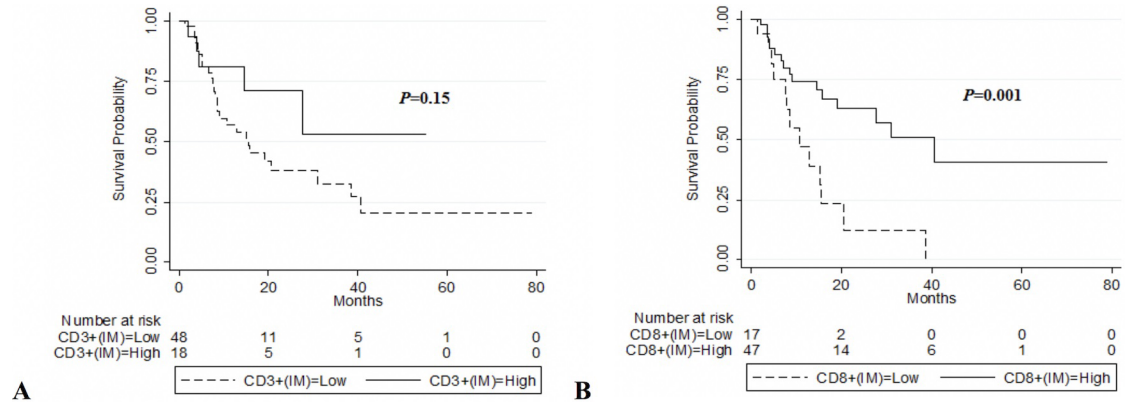 1.00
0.75
0.50
0.25
0.00
Survival Probability
P=0.15
0 20 40 60 80
Months
Number at risk
CD3+(IM)=Low 48 11 5 1 0
CD3+(IM)=High 18 5 1 0 0
CD3+(IM)=Low CD3+(IM)=High
A
1.00
0.75
0.50
0.25
0.00
Survival Probability
P=0.001
0 20 40 60 80
Months
Number at risk
CD8+(IM)=Low 17 2 0 0 0
CD8+(IM)=High 47 14 6 1 0
CD8+(IM)=Low CD8+(IM)=High
B